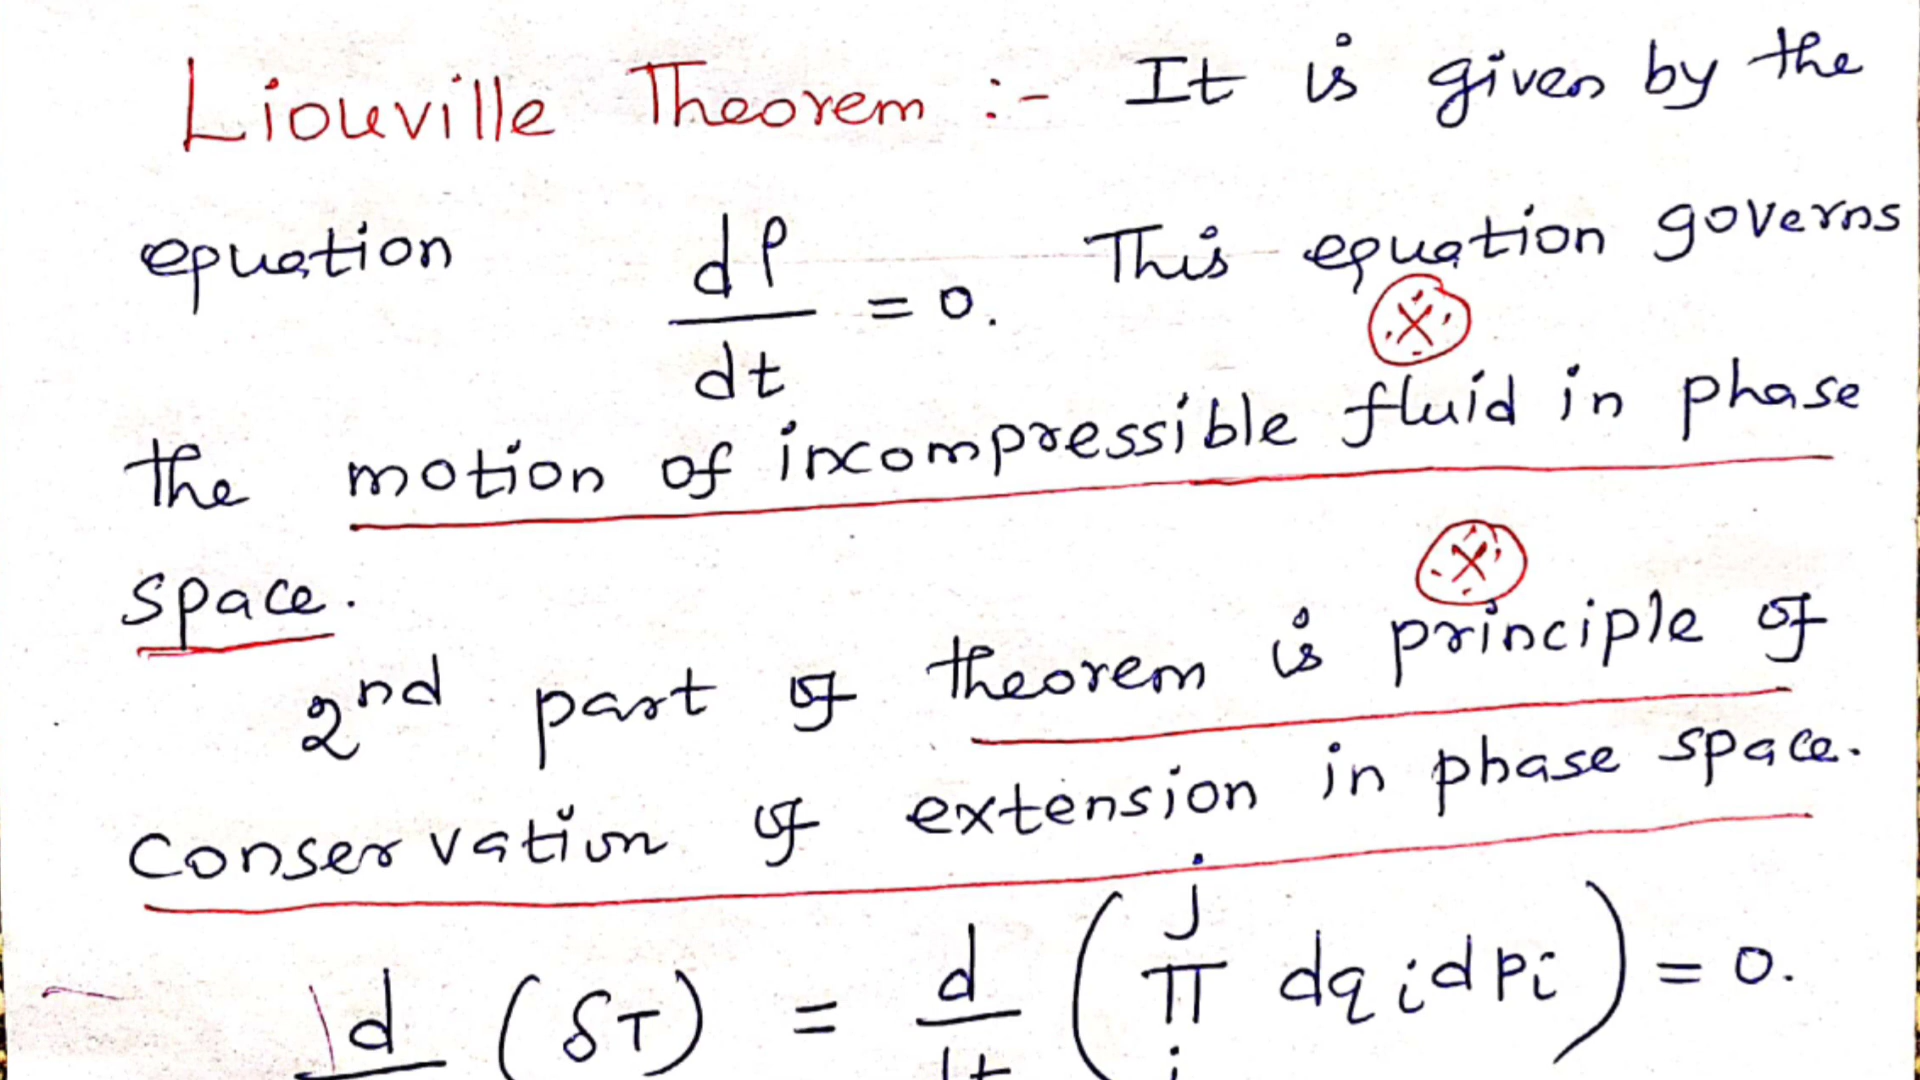 Liouville Theorem :- It is given by the
equation dρ/dt = 0. This equation governs
the motion of incompressible fluid in phase
space.
2nd part of theorem is principle of
conservation of extension in phase space.
d (δτ) = d/dt ( j π i dqi dpi ) = 0.